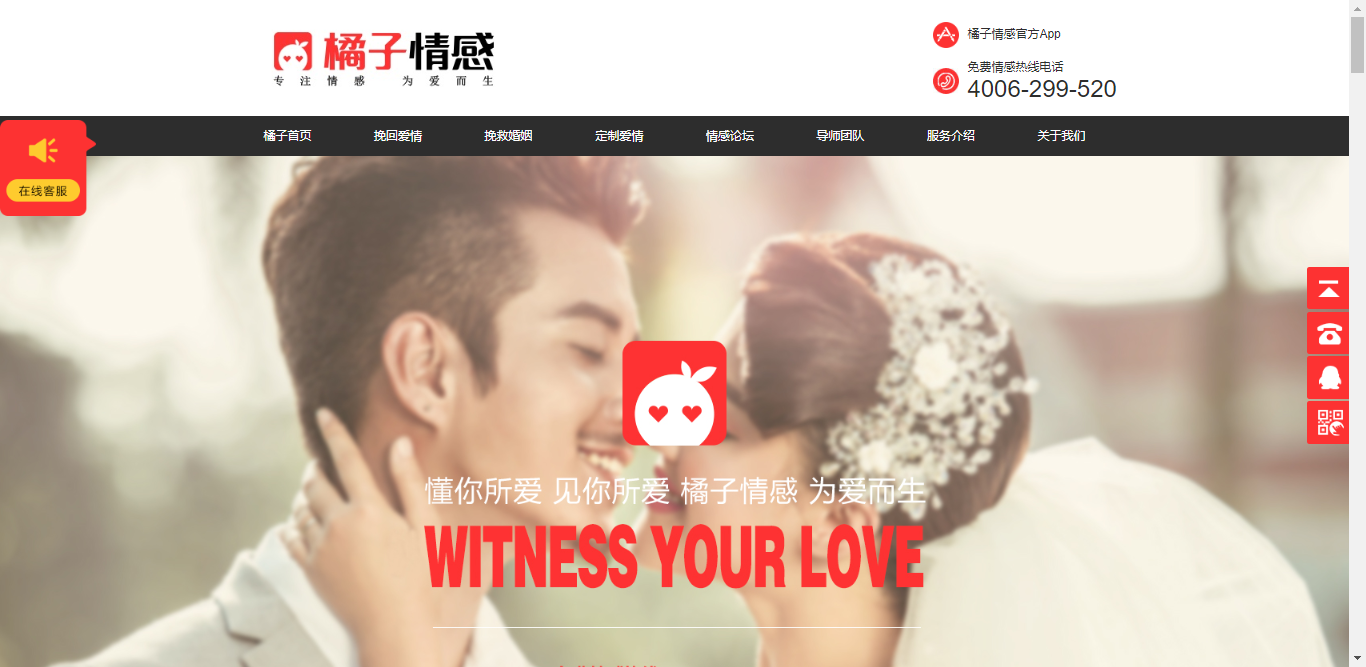 橘子情感
专注情感 为爱而生
橘子情感官方App
免费情感热线电话
4006-299-520
橘子首页 挽回爱情 挽救婚姻 定制爱情 情感论坛 导师团队 服务介绍 关于我们
在线客服
懂你所爱 见你所爱 橘子情感 为爱而生
WITNESS YOUR LOVE